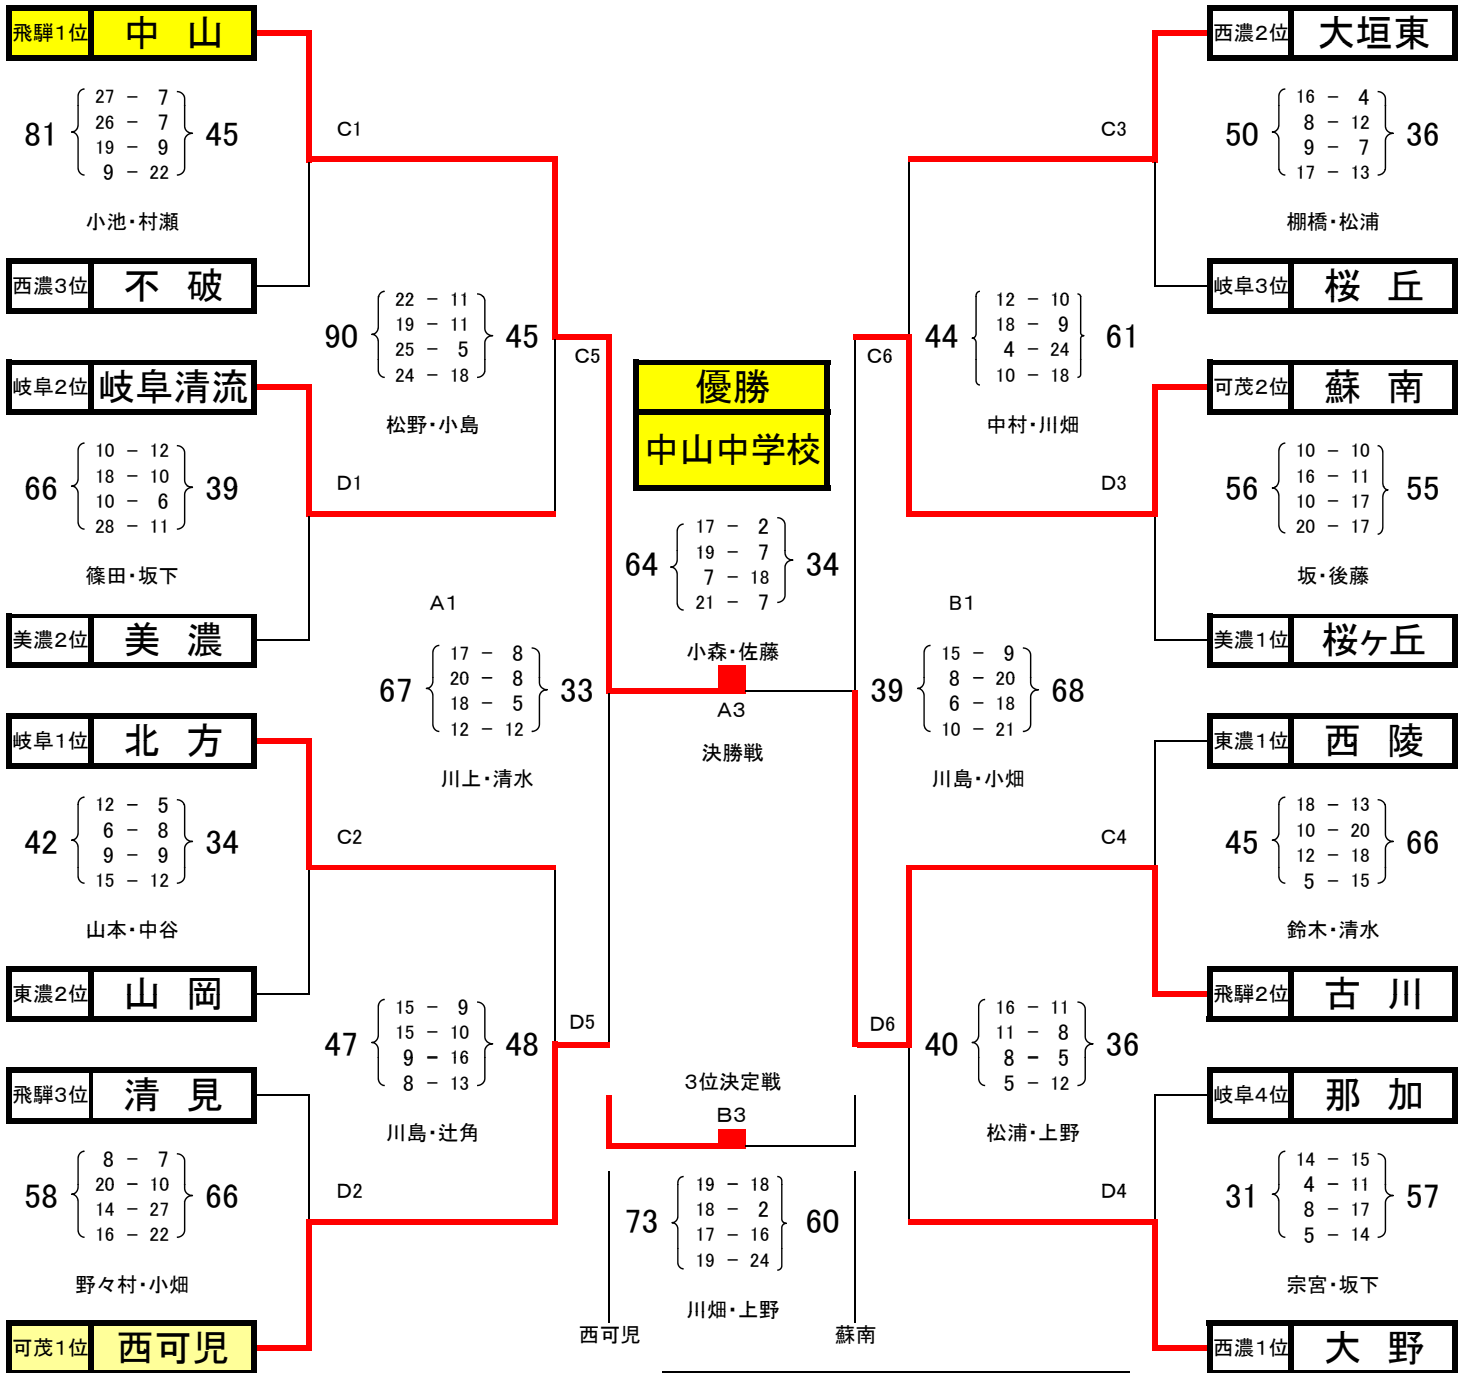 飛騨1位 中 山
81 45
27 － 7
26 － 7
19 － 9
9 － 22
小池・村瀬
C1
西濃3位 不 破
岐阜2位 岐阜清流
66 39
10 － 12
18 － 10
10 － 6
28 － 11
篠田・坂下
D1
美濃2位 美 濃
90 45
22 － 11
19 － 11
25 － 5
24 － 18
松野・小島
C5
岐阜1位 北 方
42 34
12 － 5
6 － 8
9 － 9
15 － 12
山本・中谷
C2
東濃2位 山 岡
飛騨3位 清 見
58 66
8 － 7
20 － 10
14 － 27
16 － 22
野々村・小畑
D2
可茂1位 西可児
47 48
15 － 9
15 － 10
9 － 16
8 － 13
川島・辻角
D5
A1
67 33
17 － 8
20 － 8
18 － 5
12 － 12
川上・清水
優勝
中山中学校
64 34
17 － 2
19 － 7
7 － 18
21 － 7
小森・佐藤
A3
決勝戦
3位決定戦
B3
73 60
19 － 18
18 － 2
17 － 16
19 － 24
川畑・上野
西可児
蘇南
B1
39 68
15 － 9
8 － 20
6 － 18
10 － 21
川島・小畑
C6
44 61
12 － 10
18 － 9
4 － 24
10 － 18
中村・川畑
D6
40 36
16 － 11
11 － 8
8 － 5
5 － 12
松浦・上野
西濃2位 大垣東
C3
50 36
16 － 4
8 － 12
9 － 7
17 － 13
棚橋・松浦
岐阜3位 桜 丘
可茂2位 蘇 南
D3
56 55
10 － 10
16 － 11
10 － 17
20 － 17
坂・後藤
美濃1位 桜ヶ丘
東濃1位 西 陵
C4
45 66
18 － 13
10 － 20
12 － 18
5 － 15
鈴木・清水
飛騨2位 古 川
岐阜4位 那 加
D4
31 57
14 － 15
4 － 11
8 － 17
5 － 14
宗宮・坂下
西濃1位 大 野